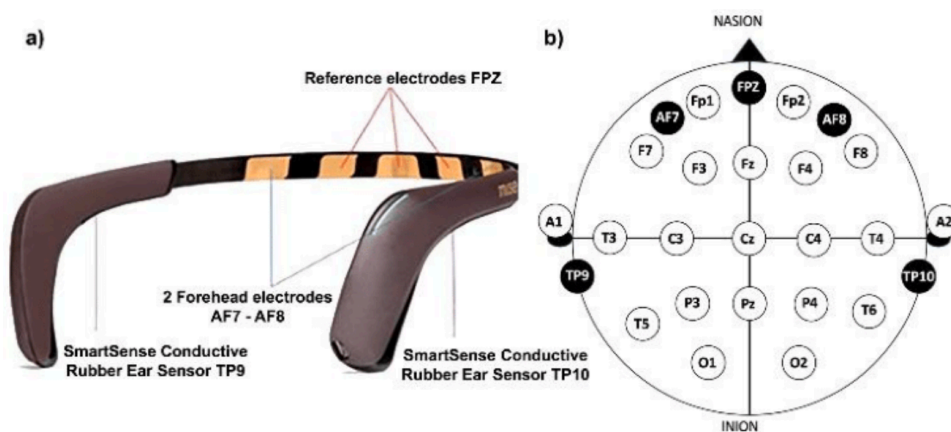 a)
Reference electrodes FPZ
2 Forehead electrodes
AF7 - AF8
SmartSense Conductive
Rubber Ear Sensor TP9
SmartSense Conductive
Rubber Ear Sensor TP10
b)
NASION
FPZ
Fp1
Fp2
AF7
AF8
F7
F8
F3
Fz
F4
A1
A2
T3
C3
Cz
C4
T4
TP9
TP10
P3
Pz
P4
T5
T6
O1
O2
INION